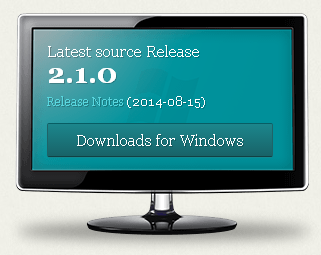 Latest source Release
2.1.0
Release Notes (2014-08-15)
Downloads for Windows